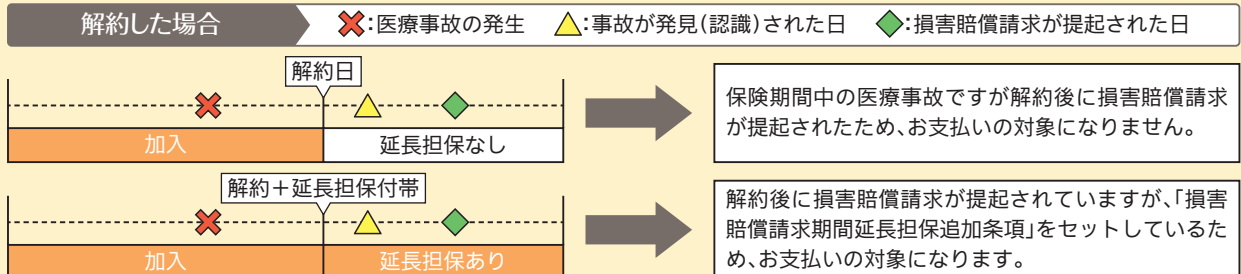 解約した場合
:医療事故の発生 :事故が発見(認識)された日 :損害賠償請求が提起された日
解約日
加入
延長担保なし
保険期間中の医療事故ですが解約後に損害賠償請求
が提起されたため、お支払いの対象になりません。
解約＋延長担保付帯
加入
延長担保あり
解約後に損害賠償請求が提起されていますが、「損害
賠償請求期間延長担保追加条項」をセットしているた
め、お支払いの対象になります。